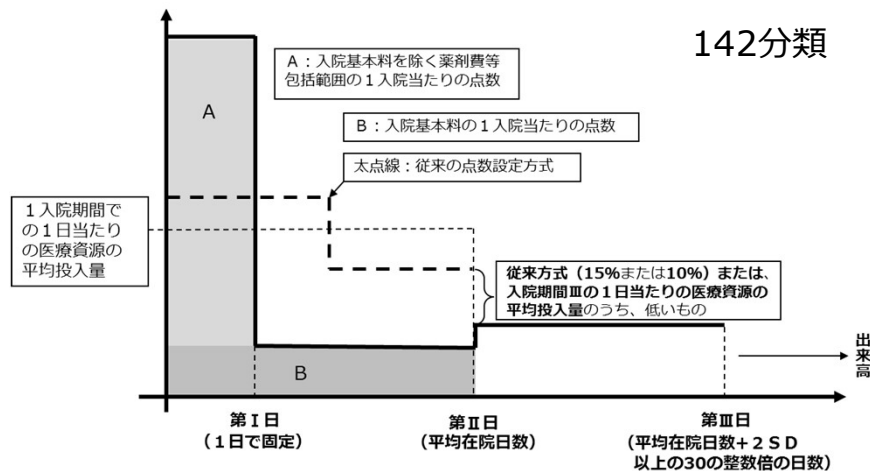 142分類
A：入院基本料を除く薬剤費等
包括範囲の１入院当たりの点数
A
B：入院基本料の１入院当たりの点数
太点線：従来の点数設定方式
１入院期間で
の１日当たり
の医療資源の
平均投入量
従来方式（15%または10%）または、
入院期間Ⅲの１日当たりの医療資源の
平均投入量のうち、低いもの
B
出来高
第Ⅰ日
（１日で固定）
第Ⅱ日
（平均在院日数）
第Ⅲ日
（平均在院日数＋２ＳＤ
以上の30の整数倍の日数）